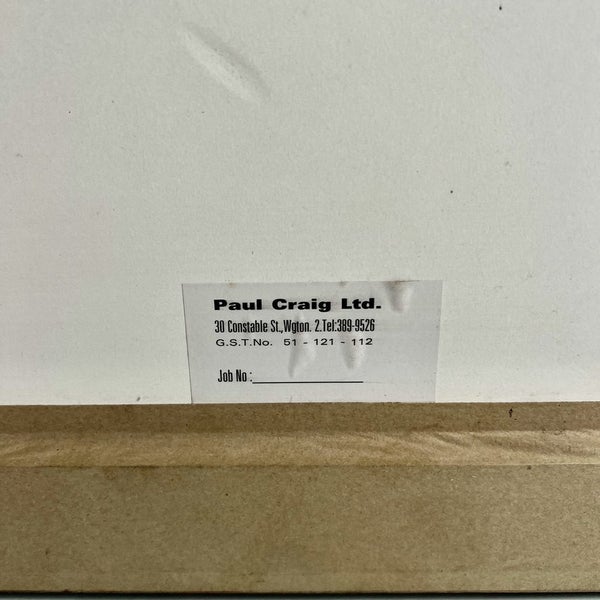 Paul Craig Ltd.
30 Constable St.,Wgton. 2.Tel:389-9526
G.S.T.No. 51 - 121 - 112
Job No :